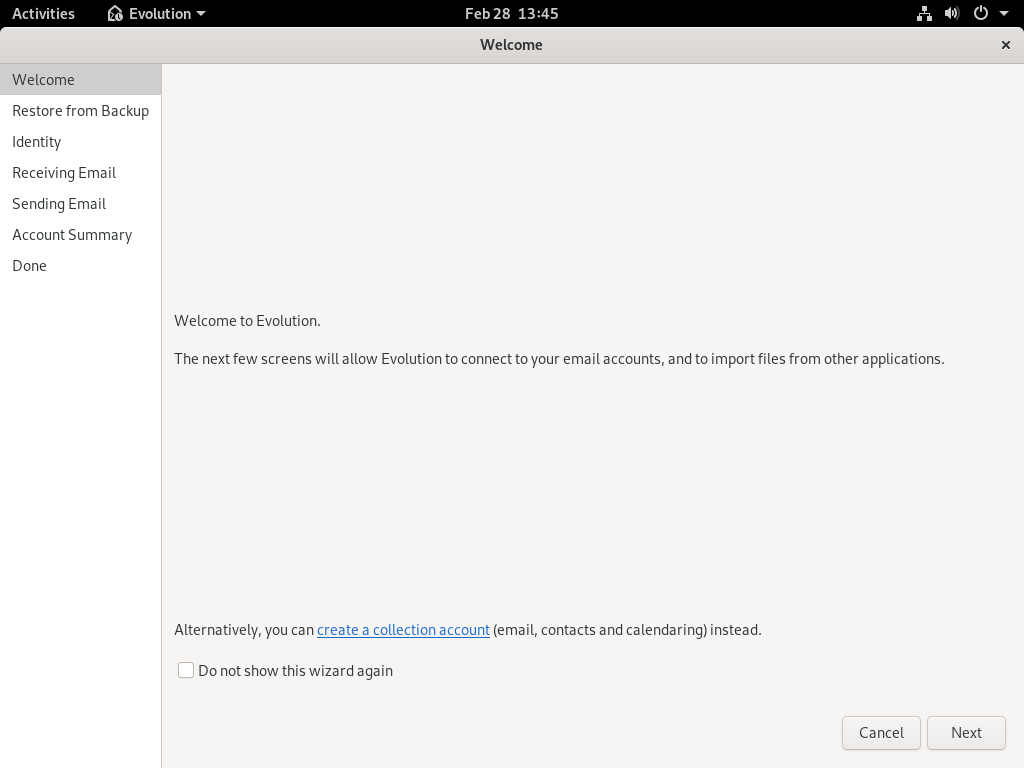 Activities Evolution Feb 28 13:45
Welcome
Welcome
Restore from Backup
Identity
Receiving Email
Sending Email
Account Summary
Done
Welcome to Evolution.
The next few screens will allow Evolution to connect to your email accounts, and to import files from other applications.
Alternatively, you can create a collection account (email, contacts and calendaring) instead.
Do not show this wizard again
Cancel Next